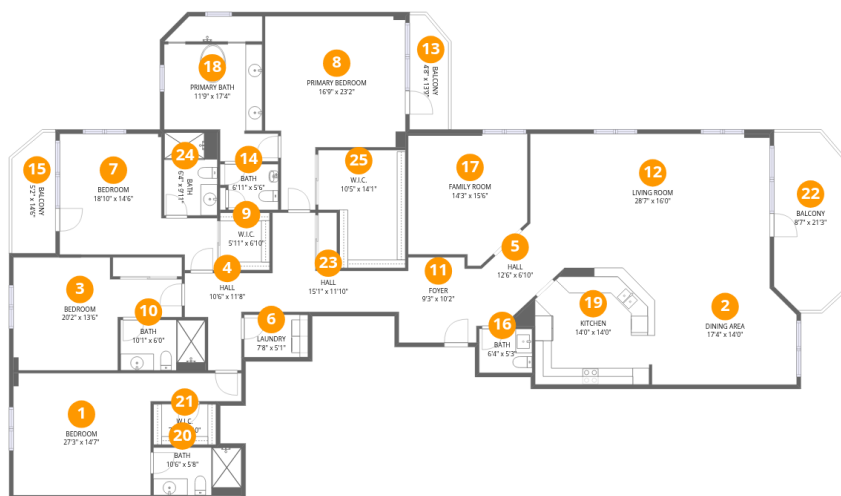 18
PRIMARY BATH
11'9" x 17'4"
8
PRIMARY BEDROOM
16'9" x 23'2"
13
BALCONY
4'8" x 13'9"
15
BALCONY
5'2" x 14'6"
7
BEDROOM
18'10" x 14'6"
24
BATH
6'4" x 9'11"
14
BATH
6'11" x 5'6"
25
W.I.C.
10'5" x 14'1"
17
FAMILY ROOM
14'3" x 15'6"
12
LIVING ROOM
28'7" x 16'0"
22
BALCONY
8'7" x 21'3"
9
W.I.C.
5'11" x 6'10"
5
HALL
12'6" x 6'10"
3
BEDROOM
20'2" x 13'6"
4
HALL
10'6" x 11'8"
23
HALL
15'1" x 11'10"
11
FOYER
9'3" x 10'2"
10
BATH
10'1" x 6'0"
6
LAUNDRY
7'8" x 5'1"
16
BATH
6'4" x 5'3"
19
KITCHEN
14'0" x 14'0"
2
DINING AREA
17'4" x 14'0"
1
BEDROOM
27'3" x 14'7"
21
W.I.C.
20
BATH
10'6" x 5'8"